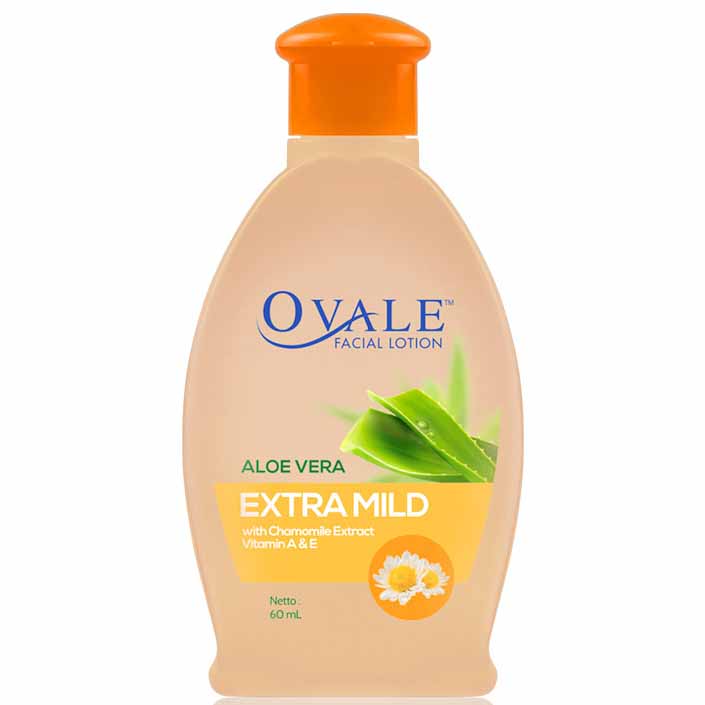 OVALE™
FACIAL LOTION
ALOE VERA
EXTRA MILD
with Chamomile Extract
Vitamin A & E
Netto :
60 mL